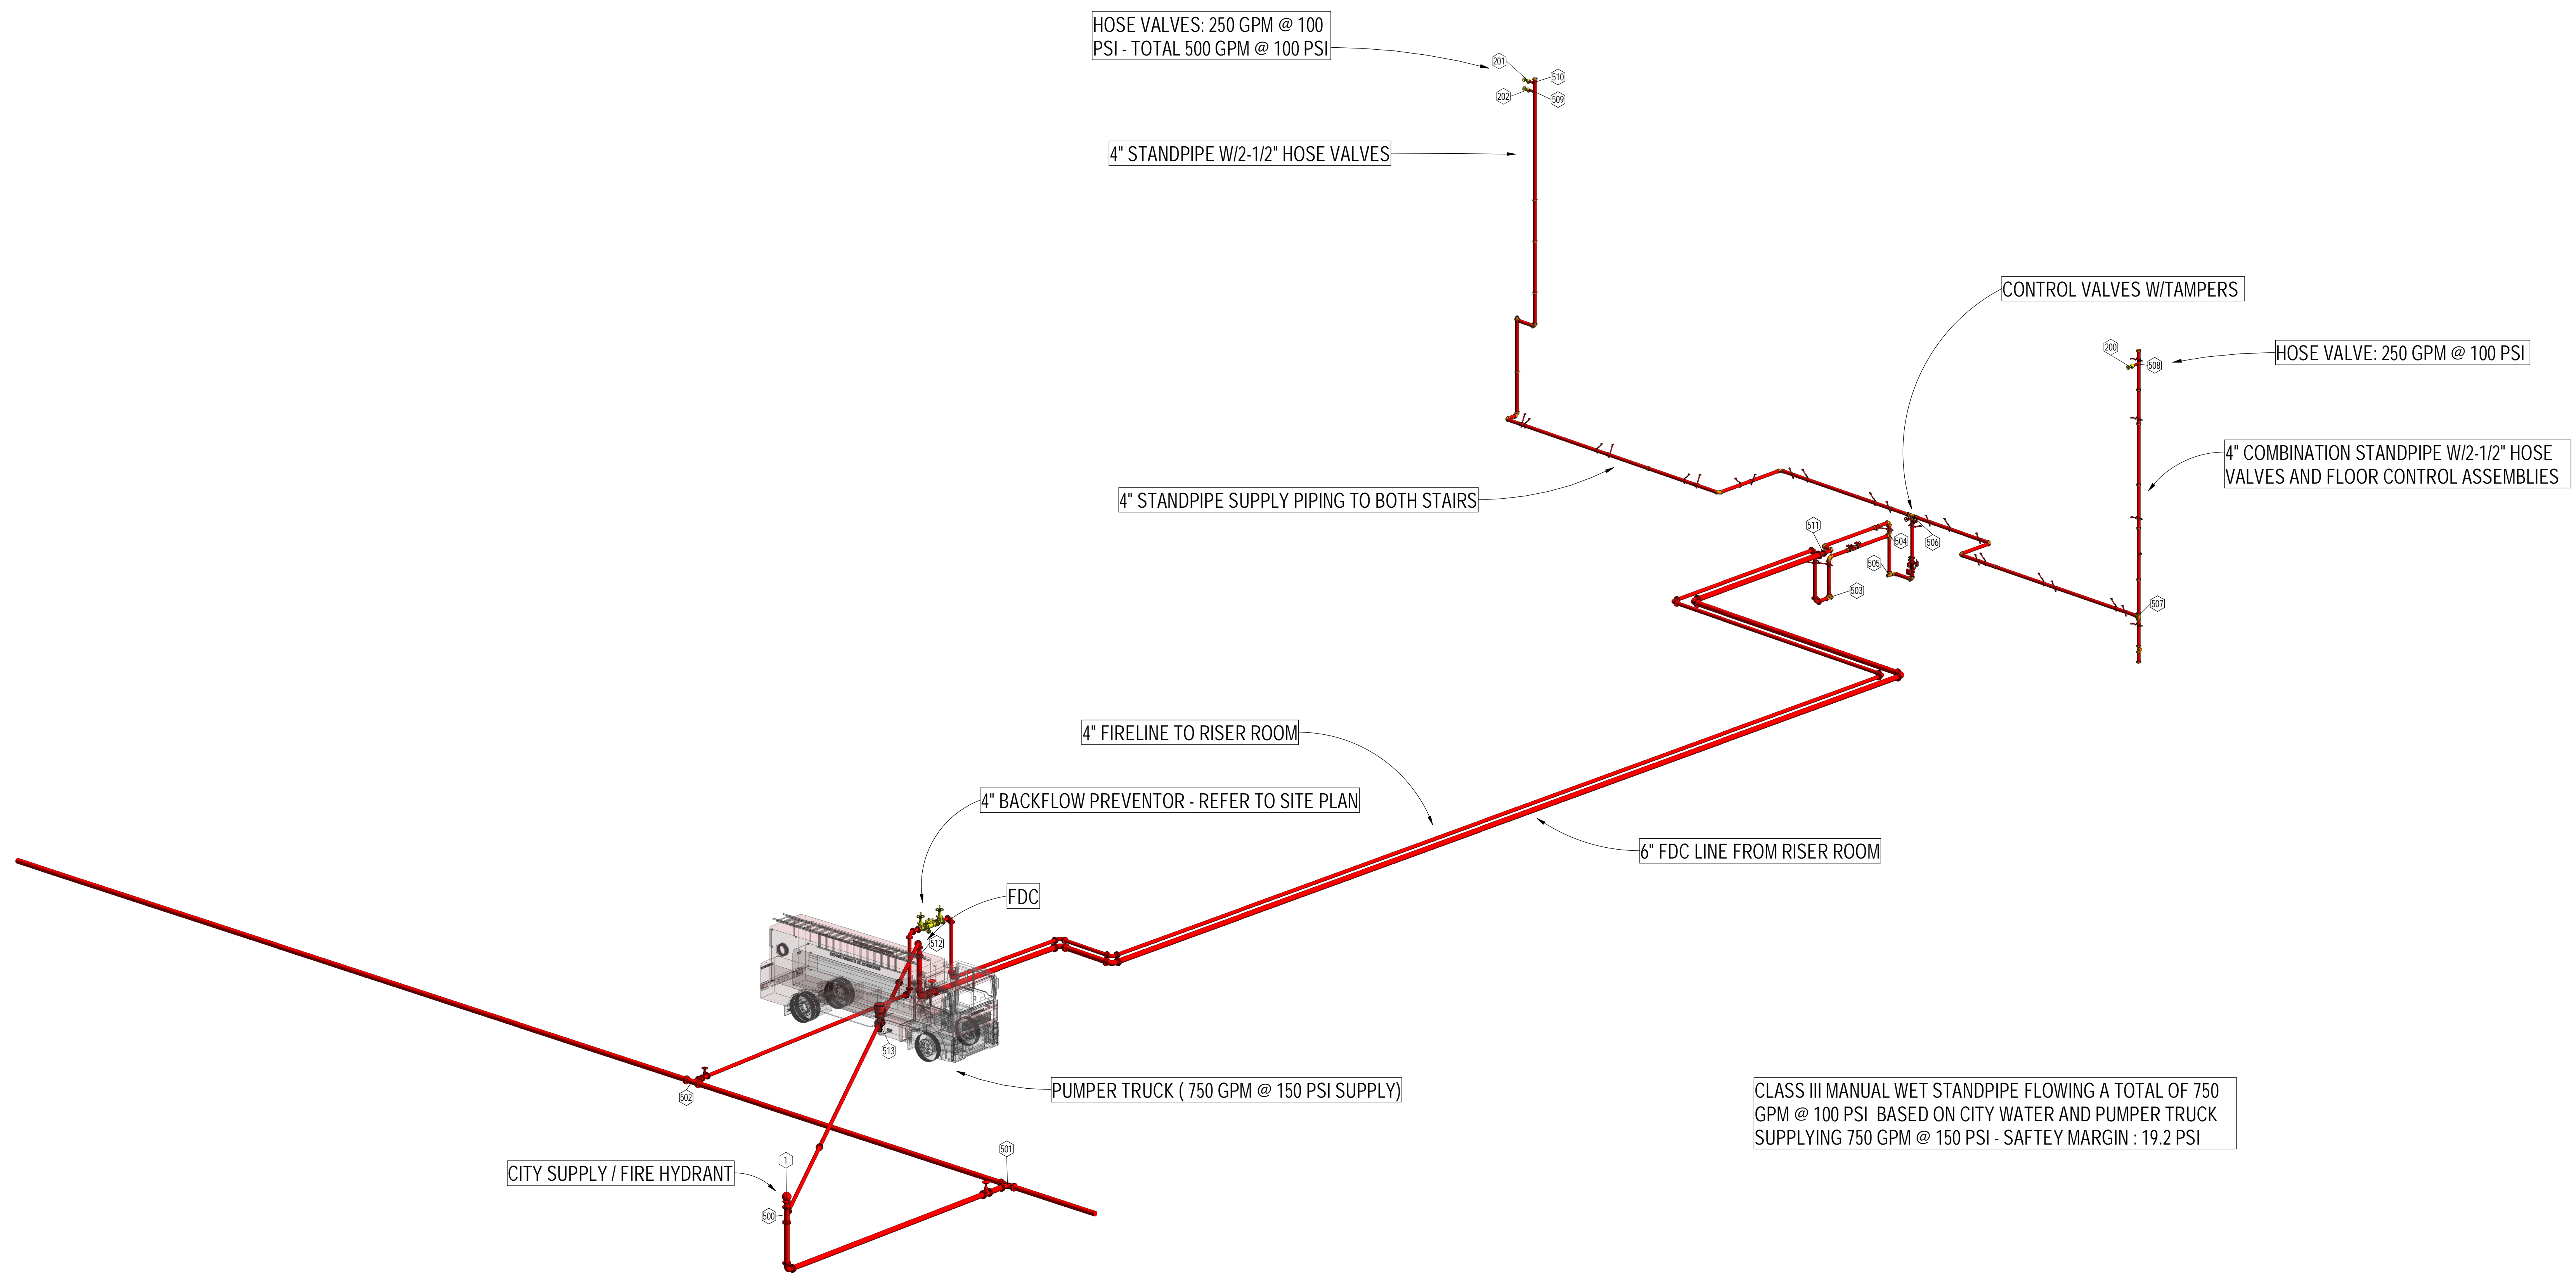 HOSE VALVES: 250 GPM @ 100
PSI - TOTAL 500 GPM @ 100 PSI
201
510
202
509
4" STANDPIPE W/2-1/2" HOSE VALVES
CONTROL VALVES W/TAMPERS
200
508
HOSE VALVE: 250 GPM @ 100 PSI
4" COMBINATION STANDPIPE W/2-1/2" HOSE
VALVES AND FLOOR CONTROL ASSEMBLIES
4" STANDPIPE SUPPLY PIPING TO BOTH STAIRS
511
504
506
505
503
507
4" FIRELINE TO RISER ROOM
4" BACKFLOW PREVENTOR - REFER TO SITE PLAN
6" FDC LINE FROM RISER ROOM
FDC
512
513
PUMPER TRUCK ( 750 GPM @ 150 PSI SUPPLY)
502
CLASS III MANUAL WET STANDPIPE FLOWING A TOTAL OF 750
GPM @ 100 PSI BASED ON CITY WATER AND PUMPER TRUCK
SUPPLYING 750 GPM @ 150 PSI - SAFTEY MARGIN : 19.2 PSI
501
1
CITY SUPPLY / FIRE HYDRANT
500